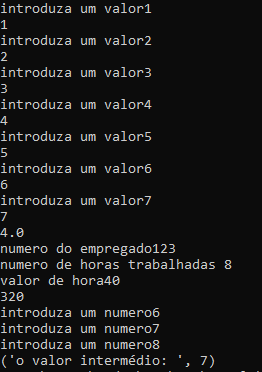 introduza um valor1
1
introduza um valor2
2
introduza um valor3
3
introduza um valor4
4
introduza um valor5
5
introduza um valor6
6
introduza um valor7
7
4.0
numero do empregado123
numero de horas trabalhadas 8
valor de hora40
320
introduza um numero6
introduza um numero7
introduza um numero8
('o valor intermédio: ', 7)